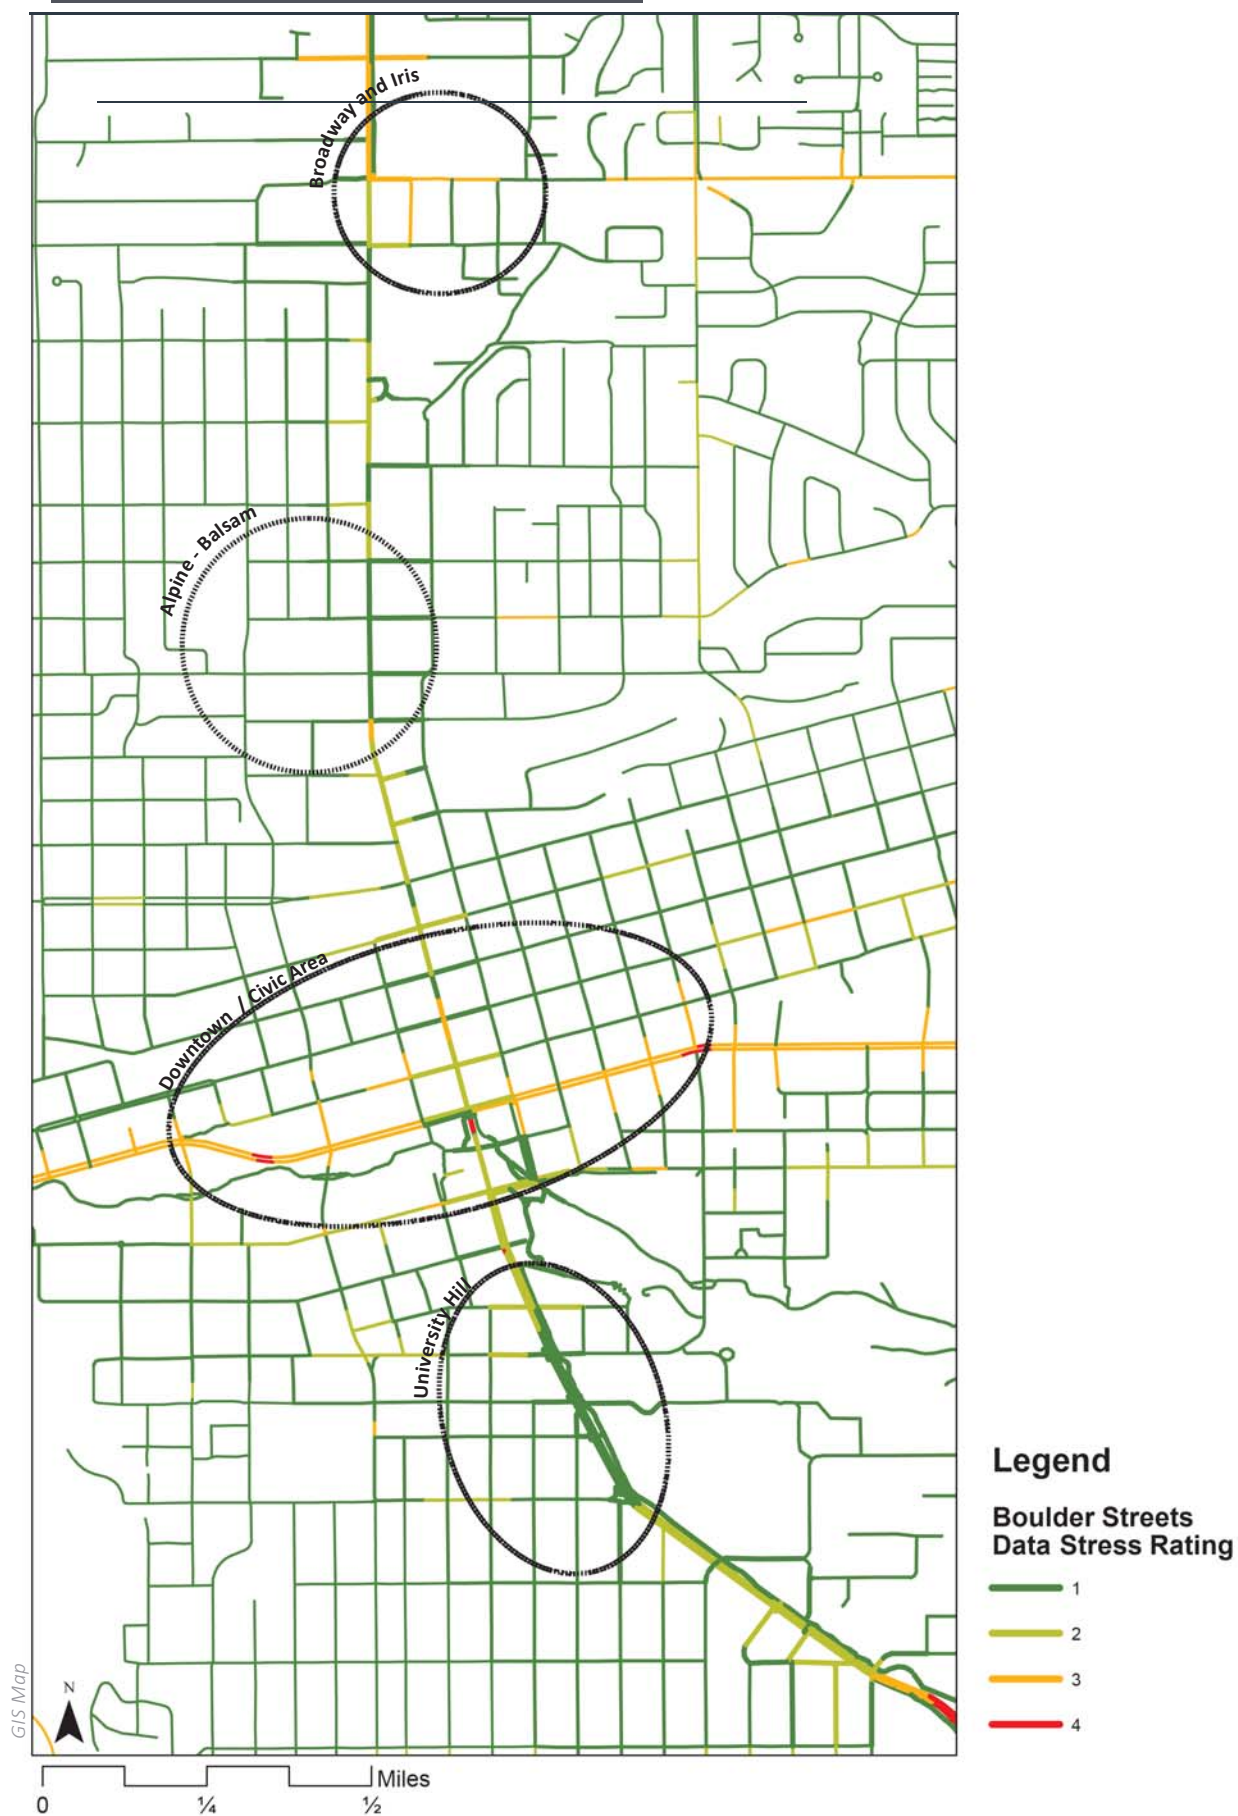 Broadway and Iris
Alpine - Balsam
Downtown / Civic Area
University Hill
Legend
Boulder Streets
Data Stress Rating
1
2
3
4
GIS Map
N
Miles
0 ¼ ½